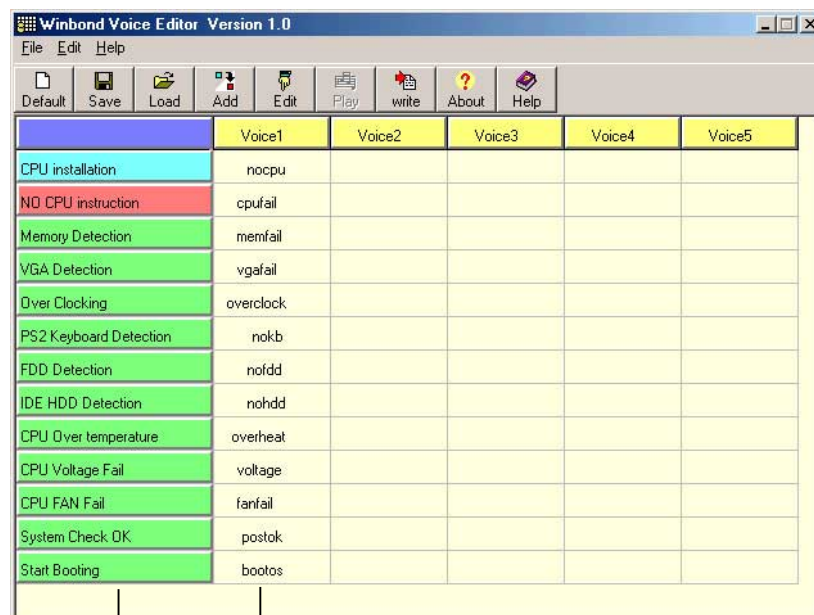 Winbond Voice Editor Version 1.0
File Edit Help
Default Save Load Add Edit Play write About Help
Voice1 Voice2 Voice3 Voice4 Voice5
CPU installation nocpu
NO CPU instruction cpufail
Memory Detection memfail
VGA Detection vgafail
Over Clocking overclock
PS2 Keyboard Detection nokb
FDD Detection nofdd
IDE HDD Detection nohdd
CPU Over temperature overheat
CPU Voltage Fail voltage
CPU FAN Fail fanfail
System Check OK postok
Start Booting bootos